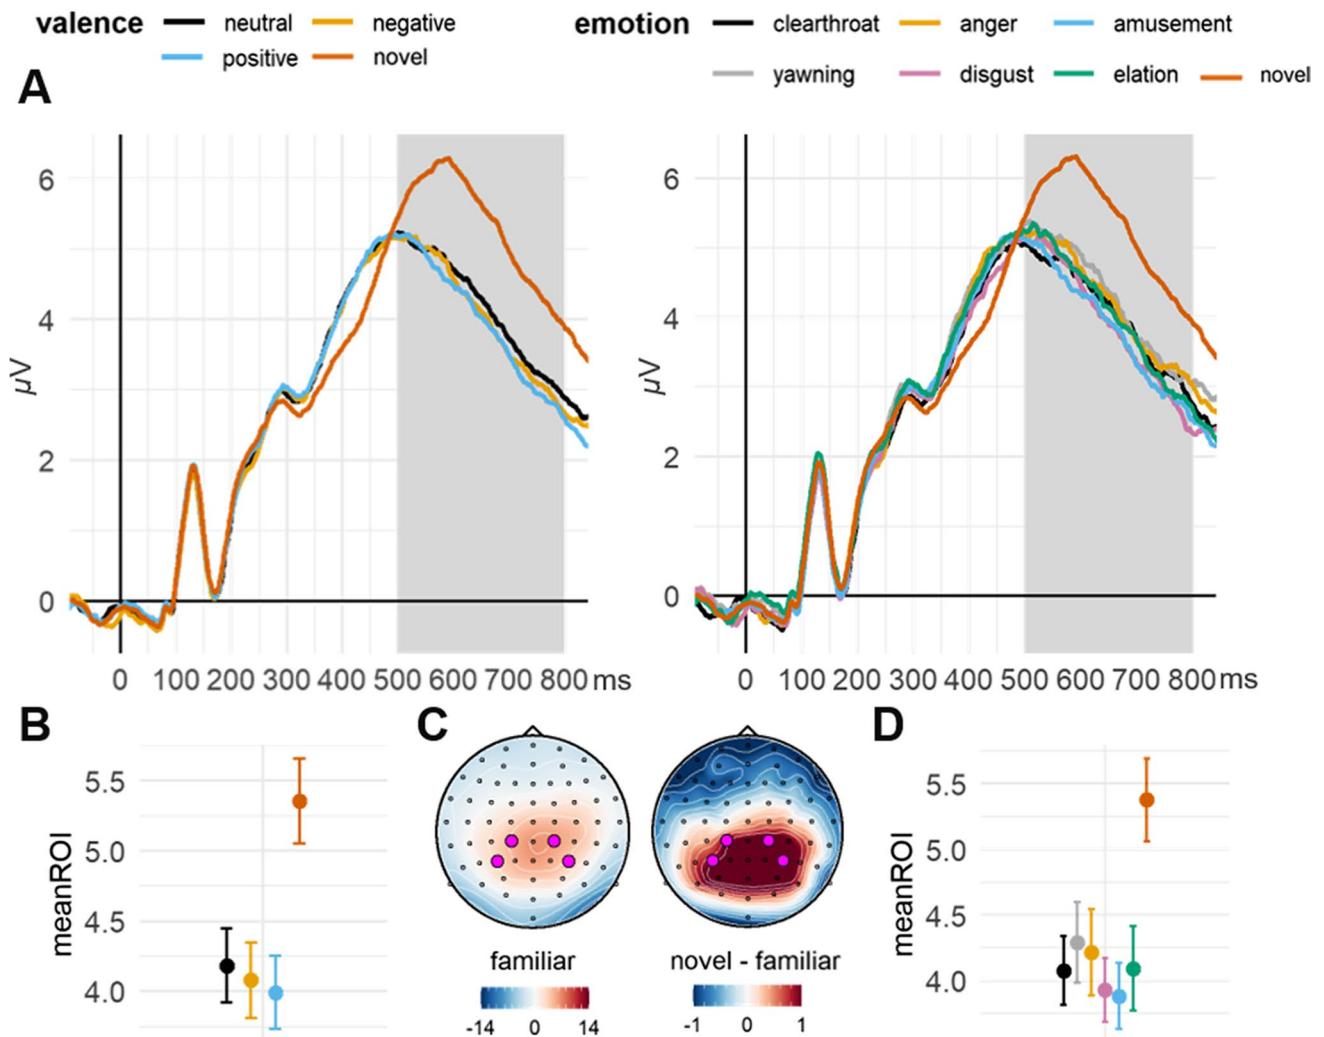 valence neutral negative
positive novel
emotion clearthroat anger amusement
yawning disgust elation novel
A
6
4
2
0
µV
0 100 200 300 400 500 600 700 800 ms
6
4
2
0
µV
0 100 200 300 400 500 600 700 800 ms
B
meanROI
5.5
5.0
4.5
4.0
C
familiar
-14 0 14
novel - familiar
-1 0 1
D
meanROI
5.5
5.0
4.5
4.0